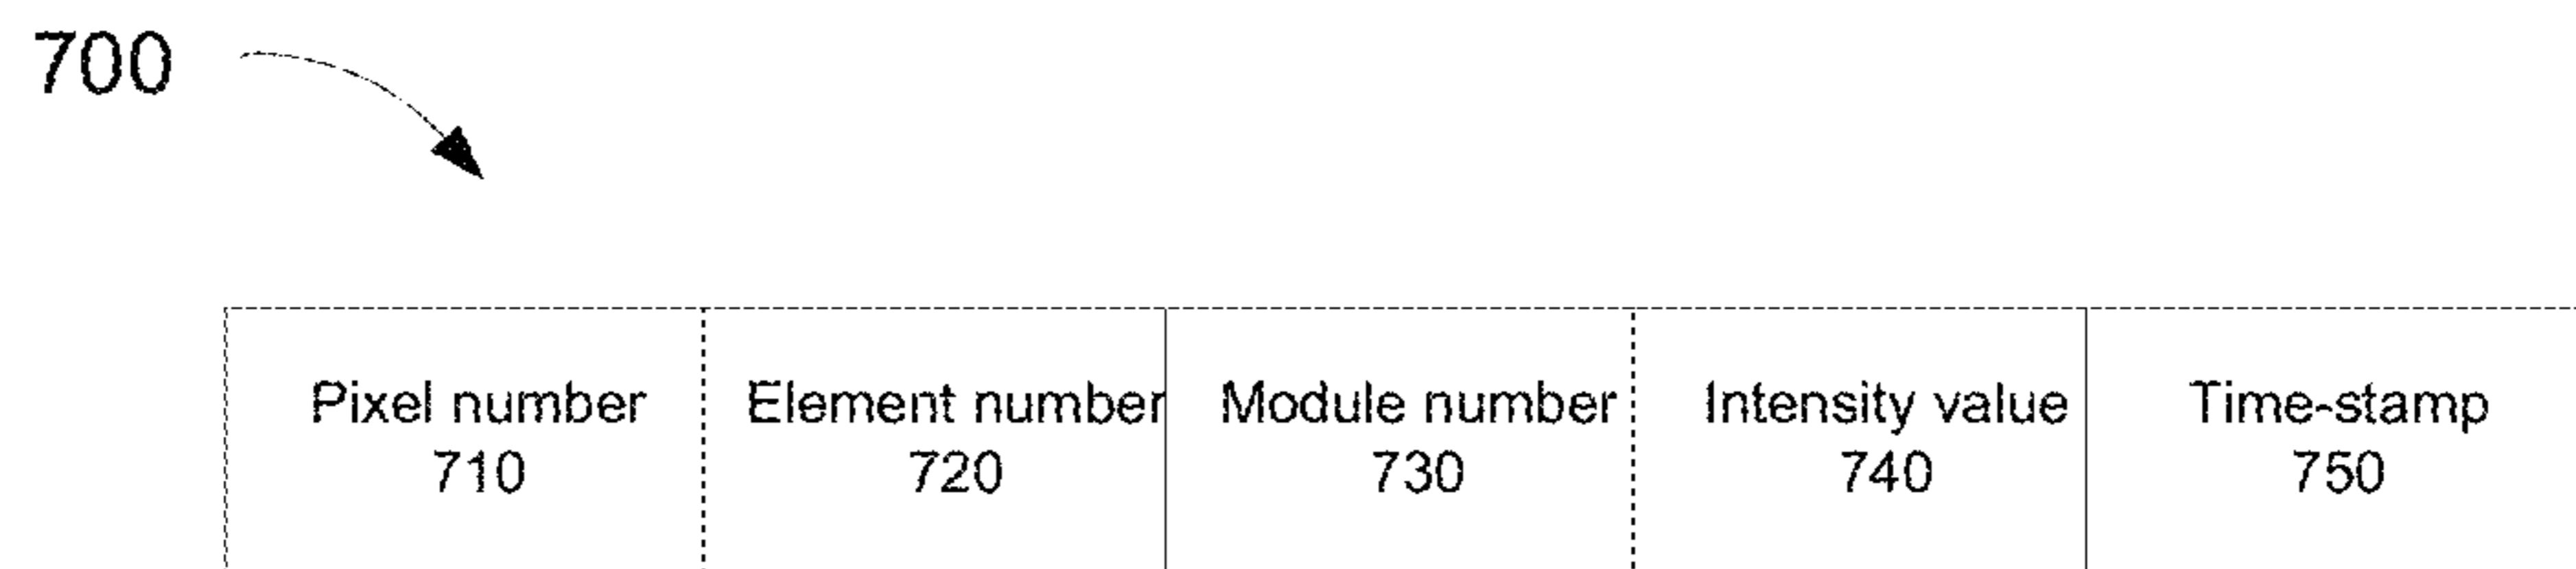 700
Pixel number Element number Module number Intensity value Time-stamp
710 720 730 740 750